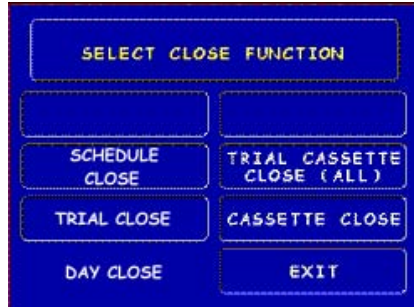 SELECT CLOSE FUNCTION
SCHEDULE
CLOSE
TRIAL CASSETTE
CLOSE (ALL)
TRIAL CLOSE
CASSETTE CLOSE
DAY CLOSE
EXIT